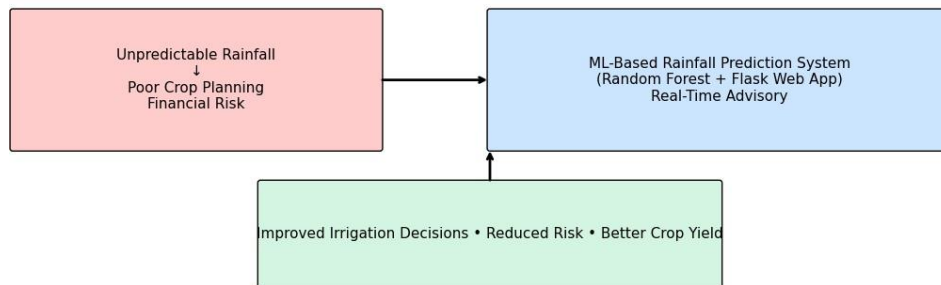 Unpredictable Rainfall
↓
Poor Crop Planning
Financial Risk
ML-Based Rainfall Prediction System
(Random Forest + Flask Web App)
Real-Time Advisory
Improved Irrigation Decisions • Reduced Risk • Better Crop Yield